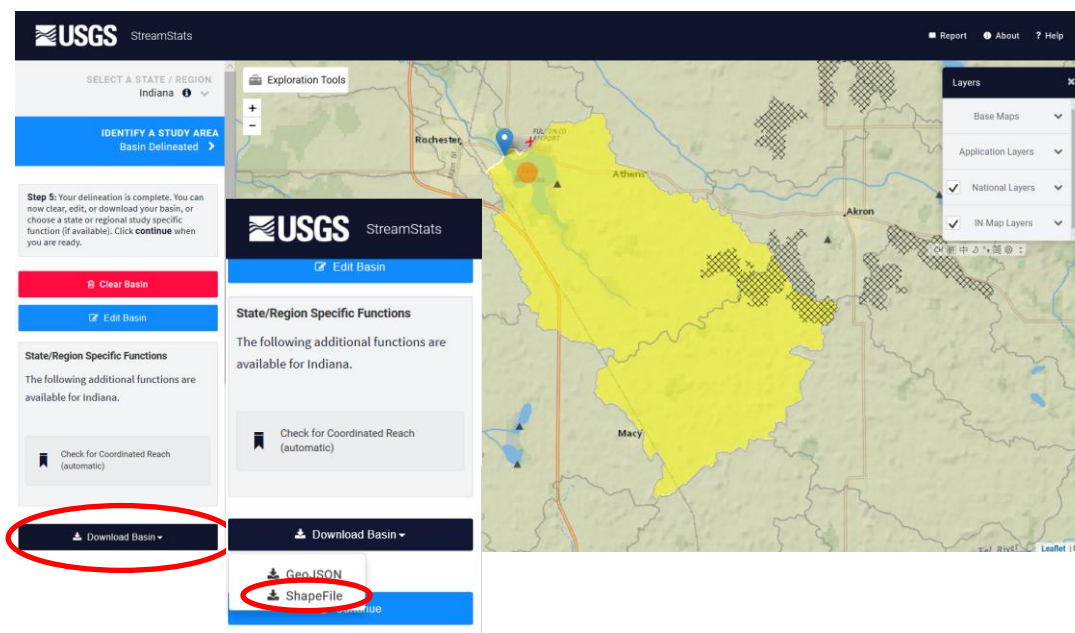 USGS StreamStats
Report About ? Help
SELECT A STATE / REGION
Indiana
IDENTIFY A STUDY AREA
Basin Delineated
Step 5: Your delineation is complete. You can
now clear, edit, or download your basin, or
choose a state or regional study specific
function (if available). Click continue when
you are ready.
Clear Basin
Edit Basin
State/Region Specific Functions
The following additional functions are
available for Indiana.
Check for Coordinated Reach
(automatic)
Download Basin
USGS StreamStats
Edit Basin
State/Region Specific Functions
The following additional functions are
available for Indiana.
Check for Coordinated Reach
(automatic)
Download Basin
GeoJSON
ShapeFile
Exploration Tools
+
-
Rochester
Main St
Athens
Akron
Macy
Layers
Base Maps
Application Layers
National Layers
IN Map Layers
Leaflet